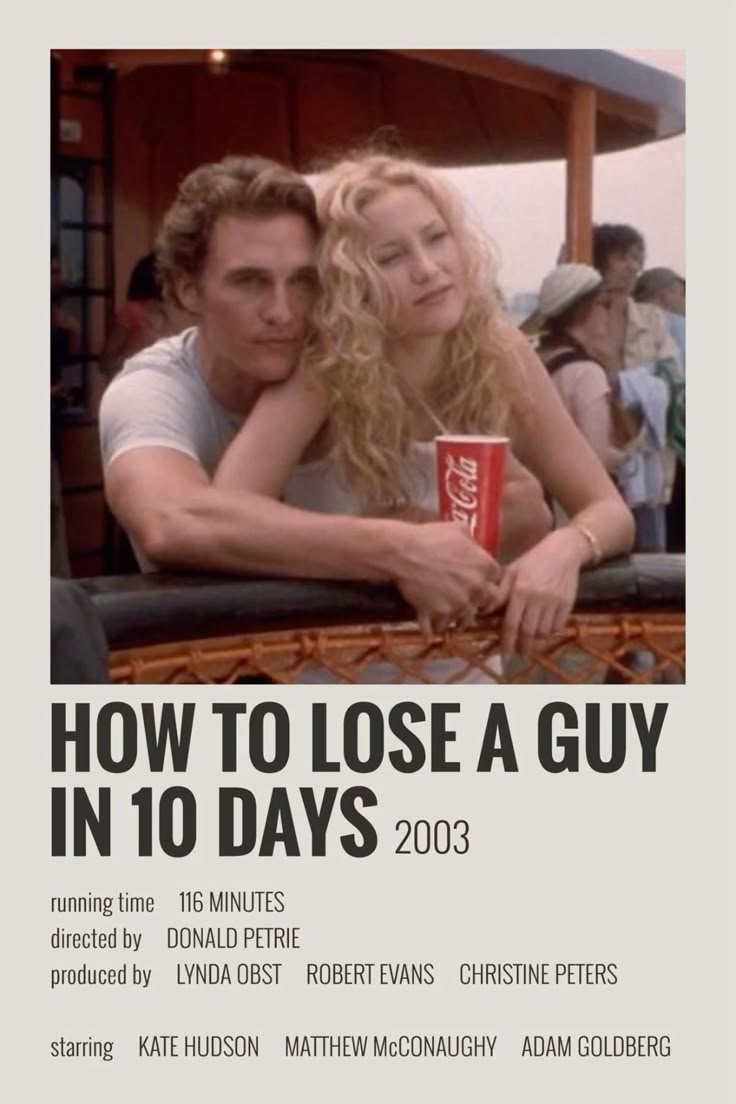 a-Cola
HOW TO LOSE A GUY
IN 10 DAYS 2003
running time 116 MINUTES
directed by DONALD PETRIE
produced by LYNDA OBST ROBERT EVANS CHRISTINE PETERS
starring KATE HUDSON MATTHEW McCONAUGHY ADAM GOLDBERG